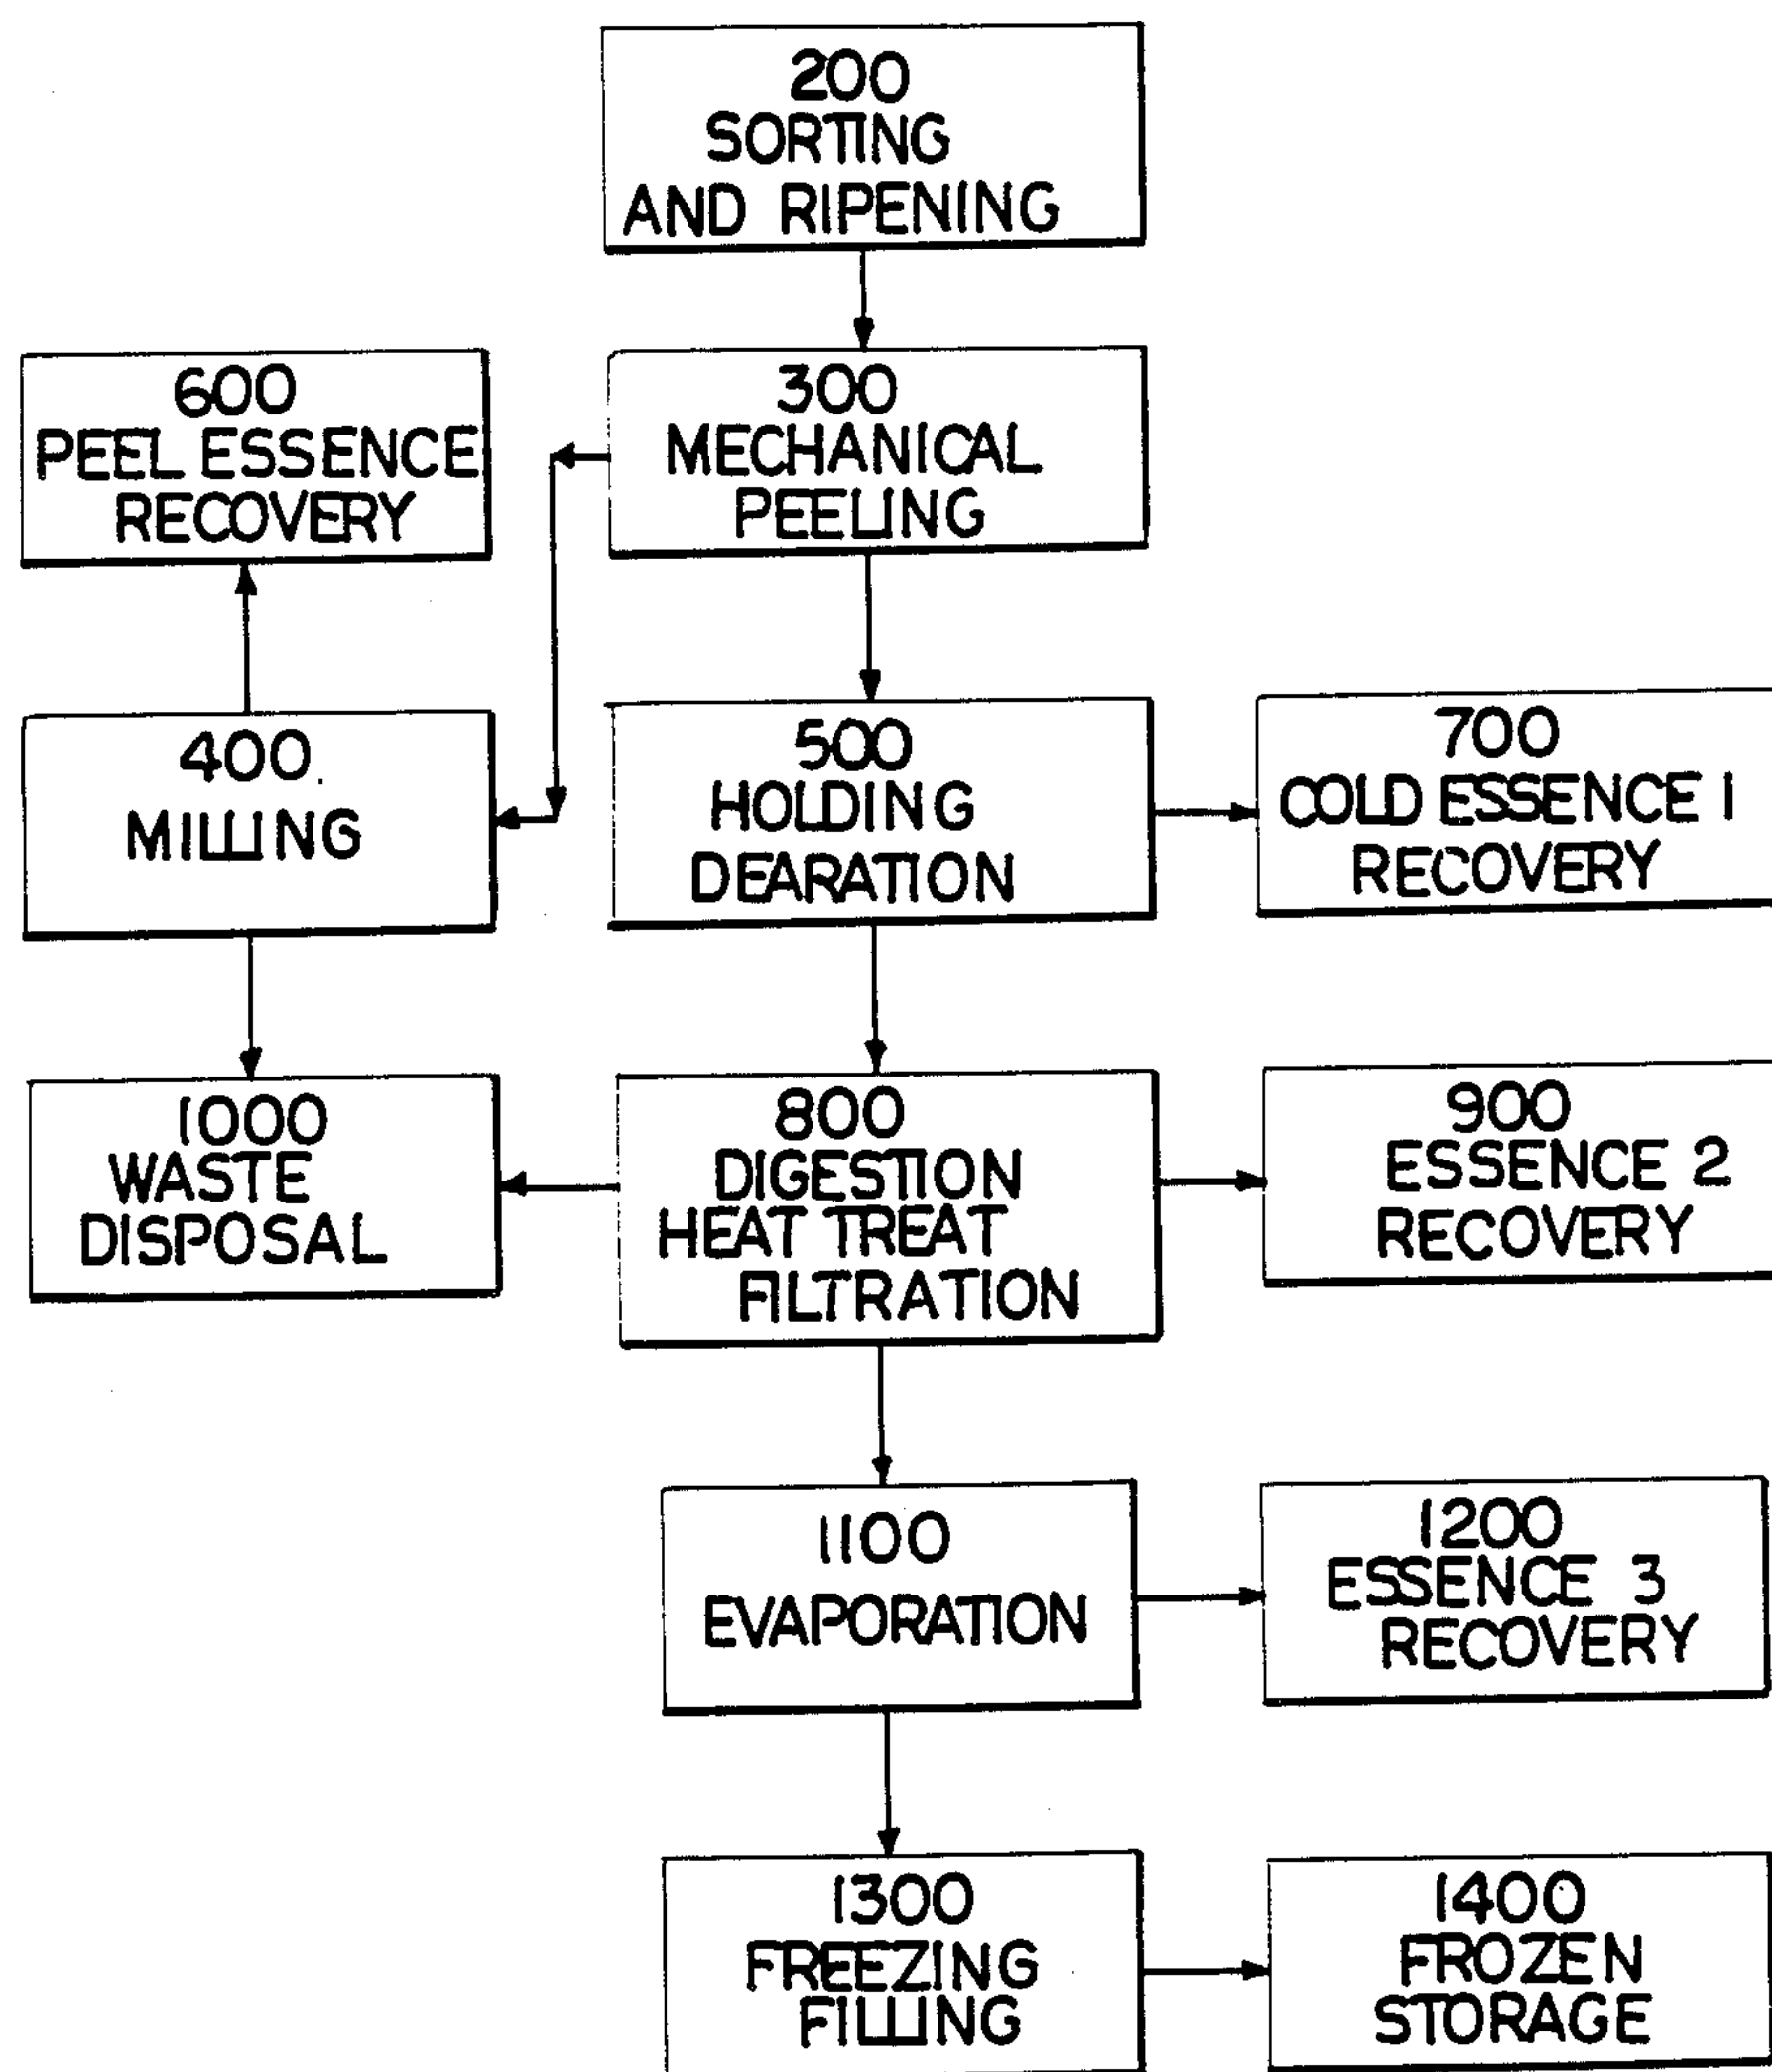 200
SORTING
AND RIPENING
600
PEEL ESSENCE
RECOVERY
300
MECHANICAL
PEELING
400
MILLING
500
HOLDING
DEARATION
700
COLD ESSENCE 1
RECOVERY
1000
WASTE
DISPOSAL
800
DIGESTION
HEAT TREAT
FILTRATION
900
ESSENCE 2
RECOVERY
1100
EVAPORATION
1200
ESSENCE 3
RECOVERY
1300
FREEZING
FILLING
1400
FROZEN
STORAGE